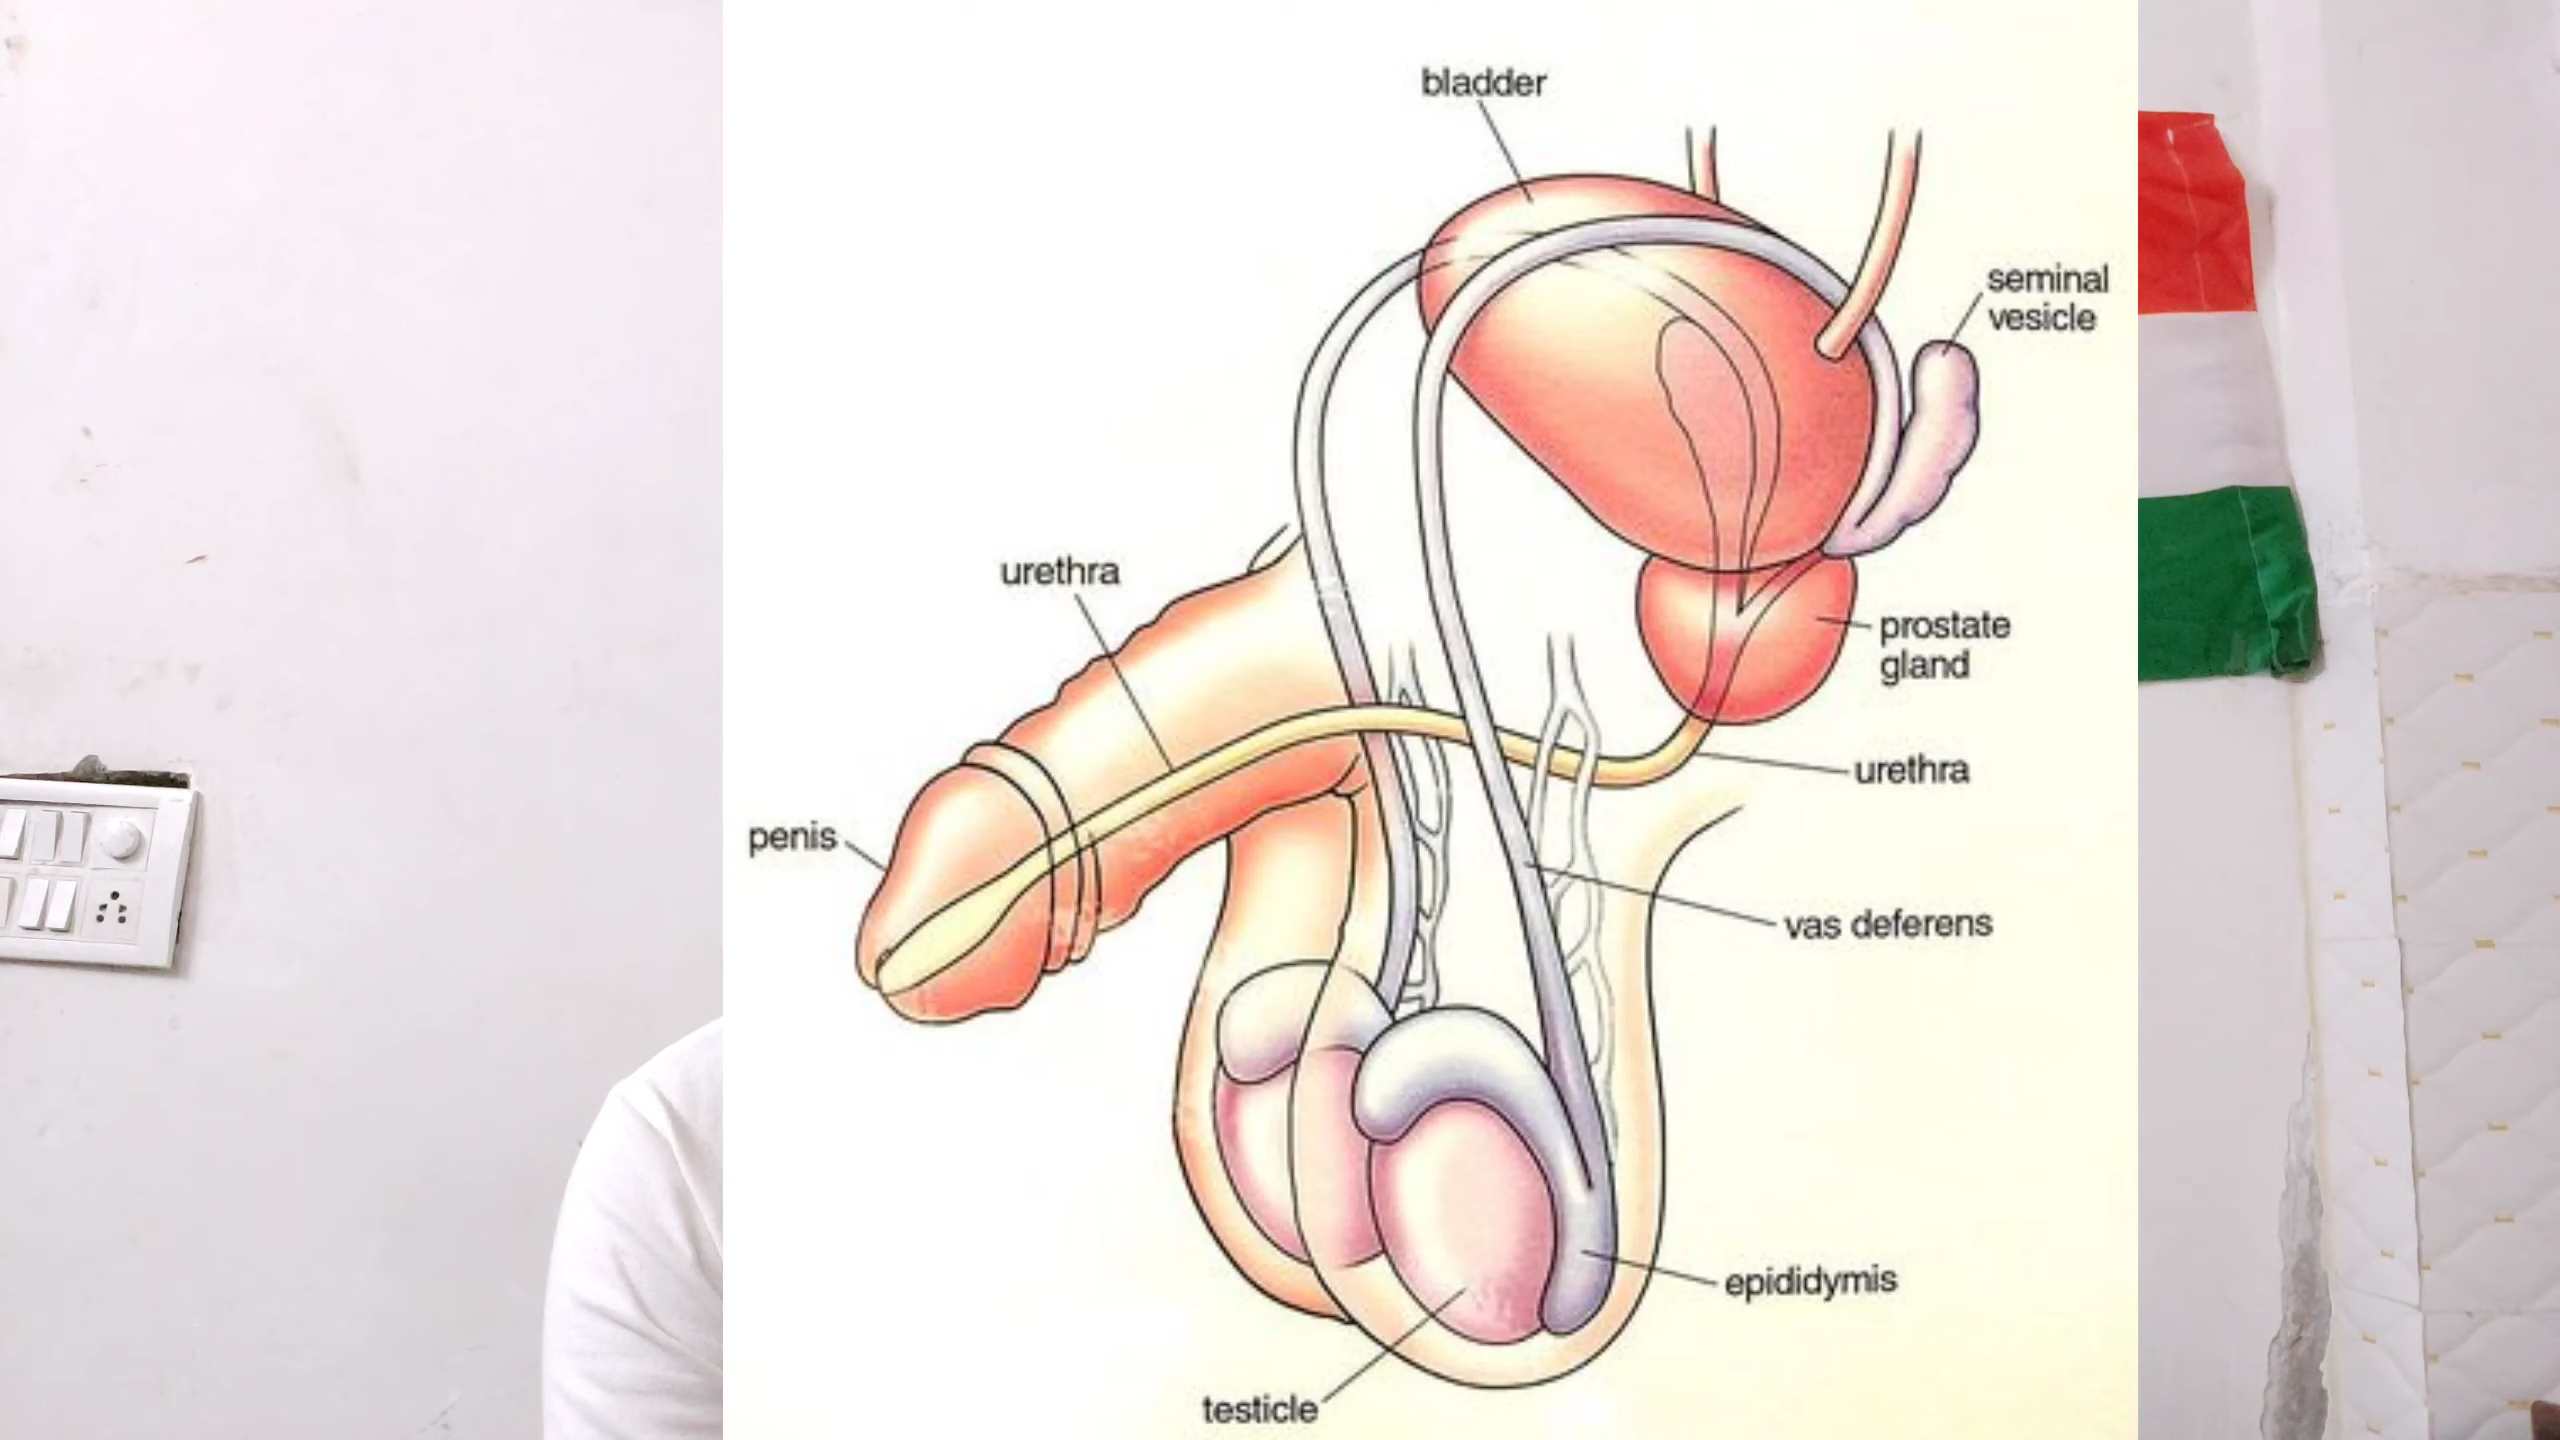 bladder
seminal
vesicle
urethra
prostate
gland
urethra
penis
vas deferens
epididymis
testicle